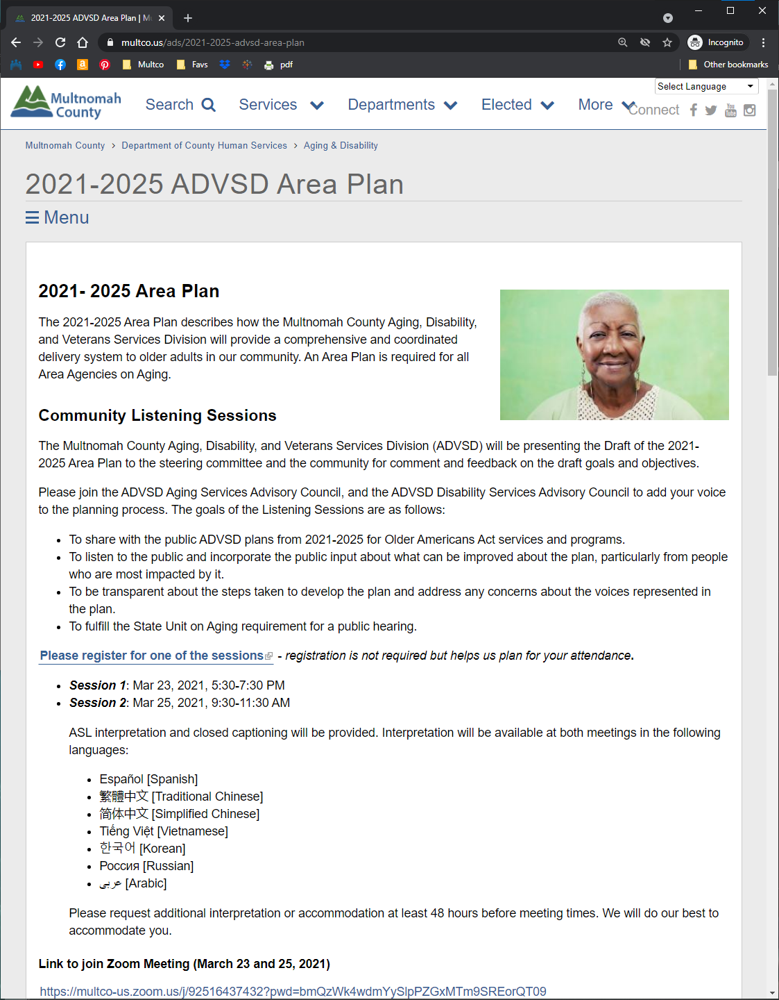 2021-2025 ADVSD Area Plan | Mu
multco.us/ads/2021-2025-advsd-area-plan
Incognito
Multco
Favs
pdf
Other bookmarks
Select Language
Multnomah
County
Search
Services
Departments
Elected
More
Connect
You
Tube
Multnomah County › Department of County Human Services › Aging & Disability
2021-2025 ADVSD Area Plan
Menu
2021- 2025 Area Plan
The 2021-2025 Area Plan describes how the Multnomah County Aging, Disability,
and Veterans Services Division will provide a comprehensive and coordinated
delivery system to older adults in our community. An Area Plan is required for all
Area Agencies on Aging.
Community Listening Sessions
The Multnomah County Aging, Disability, and Veterans Services Division (ADVSD) will be presenting the Draft of the 2021-
2025 Area Plan to the steering committee and the community for comment and feedback on the draft goals and objectives.
Please join the ADVSD Aging Services Advisory Council, and the ADVSD Disability Services Advisory Council to add your voice
to the planning process. The goals of the Listening Sessions are as follows:
• To share with the public ADVSD plans from 2021-2025 for Older Americans Act services and programs.
• To listen to the public and incorporate the public input about what can be improved about the plan, particularly from people
who are most impacted by it.
• To be transparent about the steps taken to develop the plan and address any concerns about the voices represented in
the plan.
• To fulfill the State Unit on Aging requirement for a public hearing.
Please register for one of the sessions - registration is not required but helps us plan for your attendance.
• Session 1: Mar 23, 2021, 5:30-7:30 PM
• Session 2: Mar 25, 2021, 9:30-11:30 AM
ASL interpretation and closed captioning will be provided. Interpretation will be available at both meetings in the following
languages:
• Español [Spanish]
• 繁體中文 [Traditional Chinese]
• 简体中文 [Simplified Chinese]
• Tiếng Việt [Vietnamese]
• 한국어 [Korean]
• Россия [Russian]
• عربى [Arabic]
Please request additional interpretation or accommodation at least 48 hours before meeting times. We will do our best to
accommodate you.
Link to join Zoom Meeting (March 23 and 25, 2021)
https://multco-us.zoom.us/j/92516437432?pwd=bmQzWk4wdmYySlpPZGxMTm9SREorQT09